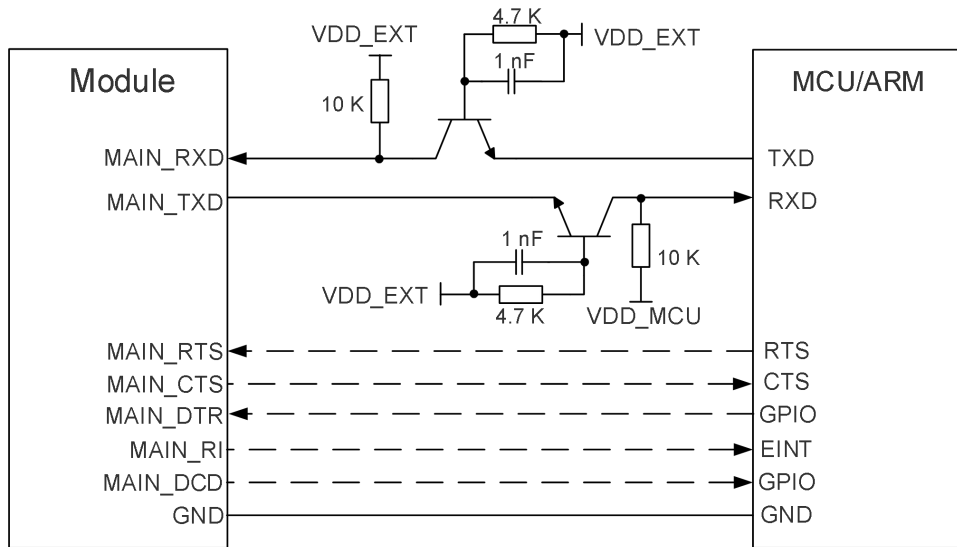 4.7 K
VDD_EXT
VDD_EXT
Module
1 nF
MCU/ARM
10 K
MAIN_RXD
TXD
MAIN_TXD
RXD
1 nF
10 K
VDD_EXT
4.7 K
VDD_MCU
MAIN_RTS
RTS
MAIN_CTS
CTS
MAIN_DTR
GPIO
MAIN_RI
EINT
MAIN_DCD
GPIO
GND
GND